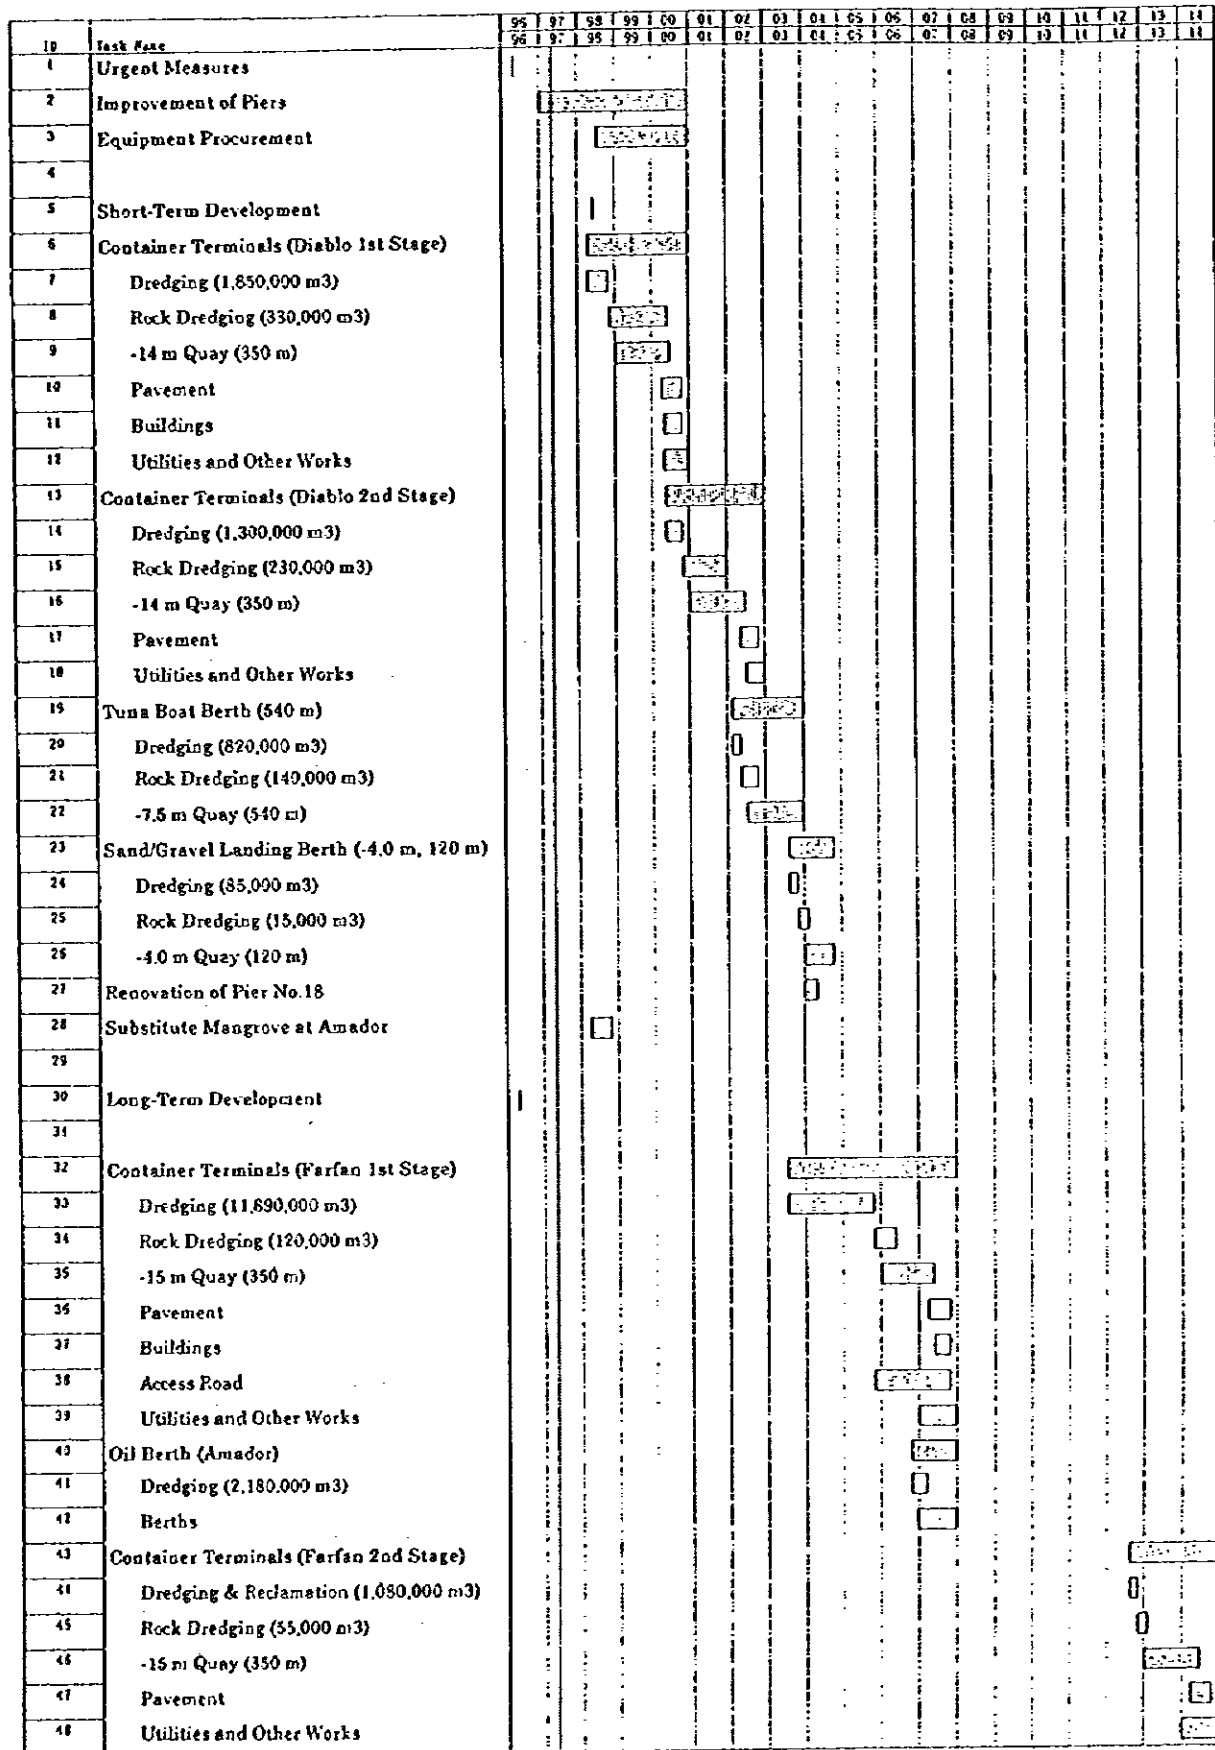 95 97 98 99 00 01 02 03 04 05 06 07 08 09 10 11 12 13 14
ID Task Name 96 97 98 99 00 01 02 03 04 05 06 07 08 09 10 11 12 13 14
1 Urgent Measures
2 Improvement of Piers
3 Equipment Procurement
4
5 Short-Term Development
6 Container Terminals (Diablo 1st Stage)
7 Dredging (1,850,000 m3)
8 Rock Dredging (330,000 m3)
9 -14 m Quay (350 m)
10 Pavement
11 Buildings
12 Utilities and Other Works
13 Container Terminals (Diablo 2nd Stage)
14 Dredging (1,300,000 m3)
15 Rock Dredging (230,000 m3)
16 -14 m Quay (350 m)
17 Pavement
18 Utilities and Other Works
19 Tuna Boat Berth (540 m)
20 Dredging (820,000 m3)
21 Rock Dredging (140,000 m3)
22 -7.5 m Quay (540 m)
23 Sand/Gravel Landing Berth (-4.0 m, 120 m)
24 Dredging (85,000 m3)
25 Rock Dredging (15,000 m3)
26 -4.0 m Quay (120 m)
27 Renovation of Pier No.18
28 Substitute Mangrove at Amador
29
30 Long-Term Development
31
32 Container Terminals (Farfan 1st Stage)
33 Dredging (11,890,000 m3)
34 Rock Dredging (120,000 m3)
35 -15 m Quay (350 m)
36 Pavement
37 Buildings
38 Access Road
39 Utilities and Other Works
40 Oil Berth (Amador)
41 Dredging (2,180,000 m3)
42 Berths
43 Container Terminals (Farfan 2nd Stage)
44 Dredging & Reclamation (1,080,000 m3)
45 Rock Dredging (55,000 m3)
46 -15 m Quay (350 m)
47 Pavement
48 Utilities and Other Works